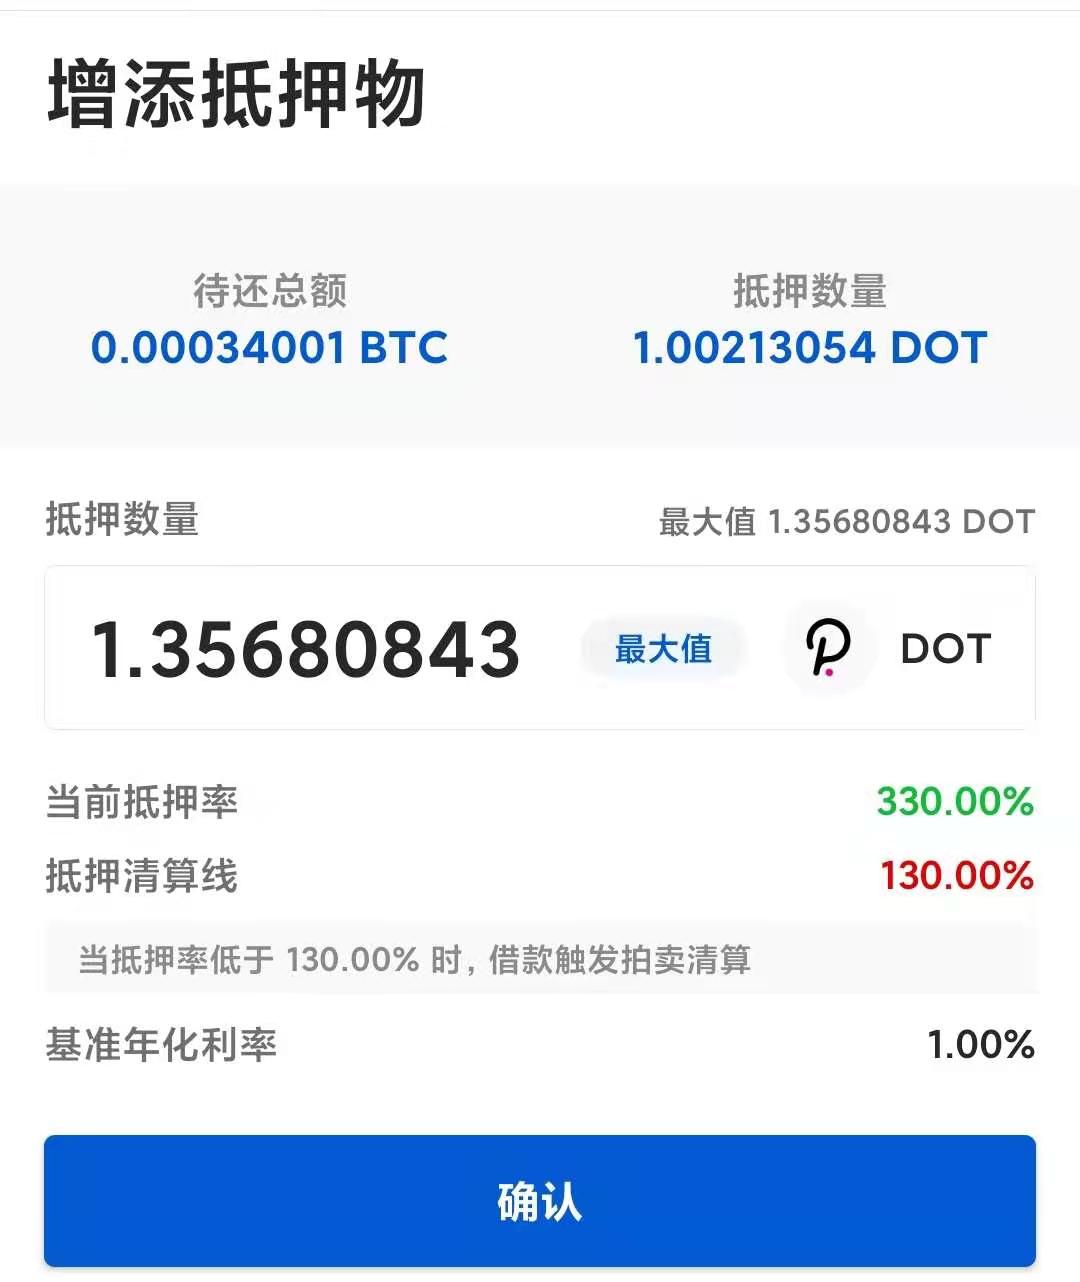 增添抵押物
待还总额 抵押数量
0.00034001 BTC 1.00213054 DOT
抵押数量 最大值 1.35680843 DOT
1.35680843 最大值 DOT
当前抵押率 330.00%
抵押清算线 130.00%
当抵押率低于 130.00% 时, 借款触发拍卖清算
基准年化利率 1.00%
确认